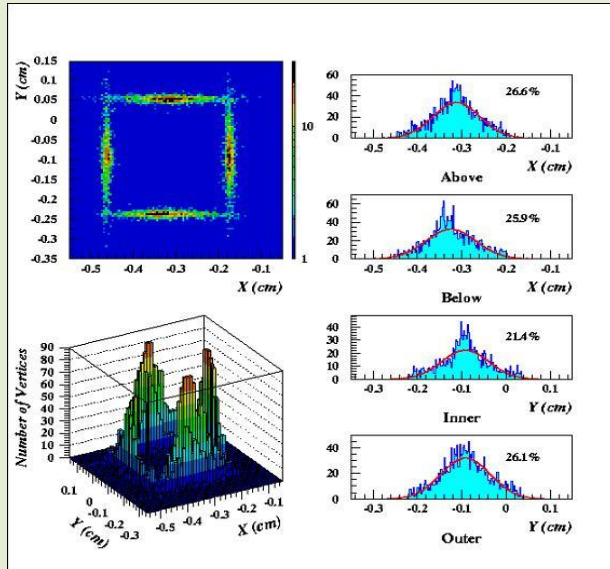 Y (cm)
0.15
0.1
0.05
0
-0.05
-0.1
-0.15
-0.2
-0.25
-0.3
-0.35
-0.5 -0.4 -0.3 -0.2 -0.1
X (cm)
10
1
60
40
20
0
26.6%
-0.5 -0.4 -0.3 -0.2 -0.1
X (cm)
Above
60
40
20
0
25.9%
-0.5 -0.4 -0.3 -0.2 -0.1
X (cm)
Below
40
30
20
10
0
21.4%
-0.3 -0.2 -0.1 0 0.1
Y (cm)
Inner
40
20
0
26.1%
-0.3 -0.2 -0.1 0 0.1
Y (cm)
Outer
Number of Vertices
90
80
70
60
50
40
30
20
10
0
0.1
0
-0.1
-0.2
-0.3
Y (cm)
-0.5
-0.4
-0.3
-0.2
-0.1
X (cm)